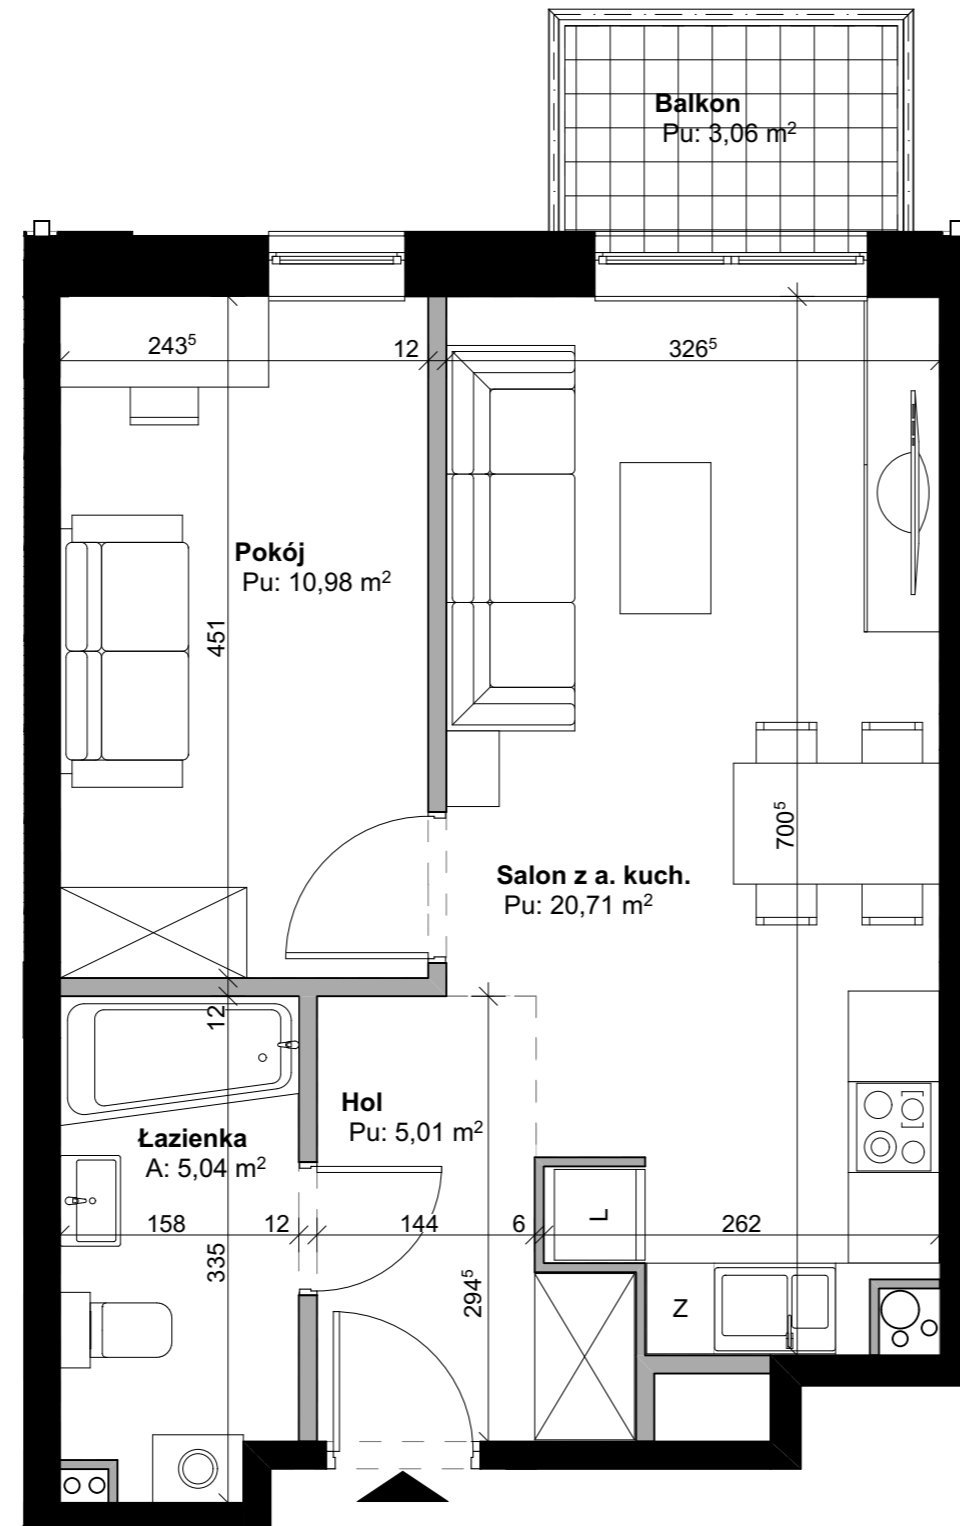 Balkon
Pu: 3,06 m²
243⁵
12
326⁵
Pokój
Pu: 10,98 m²
451
700⁵
Salon z a. kuch.
Pu: 20,71 m²
12
Hol
Pu: 5,01 m²
Łazienka
A: 5,04 m²
158
12
144
6
L
262
335
294⁵
Z